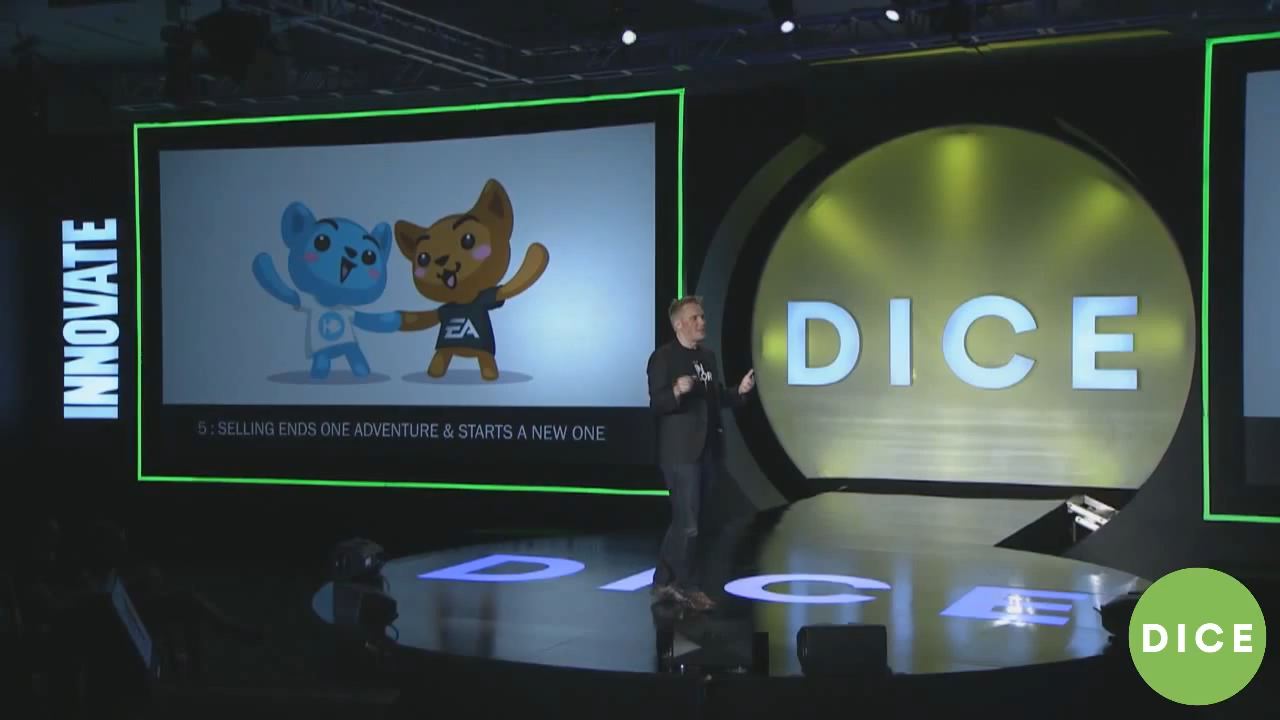 INNOVATE
EA
5 : SELLING ENDS ONE ADVENTURE & STARTS A NEW ONE
DICE
DICE
DICE